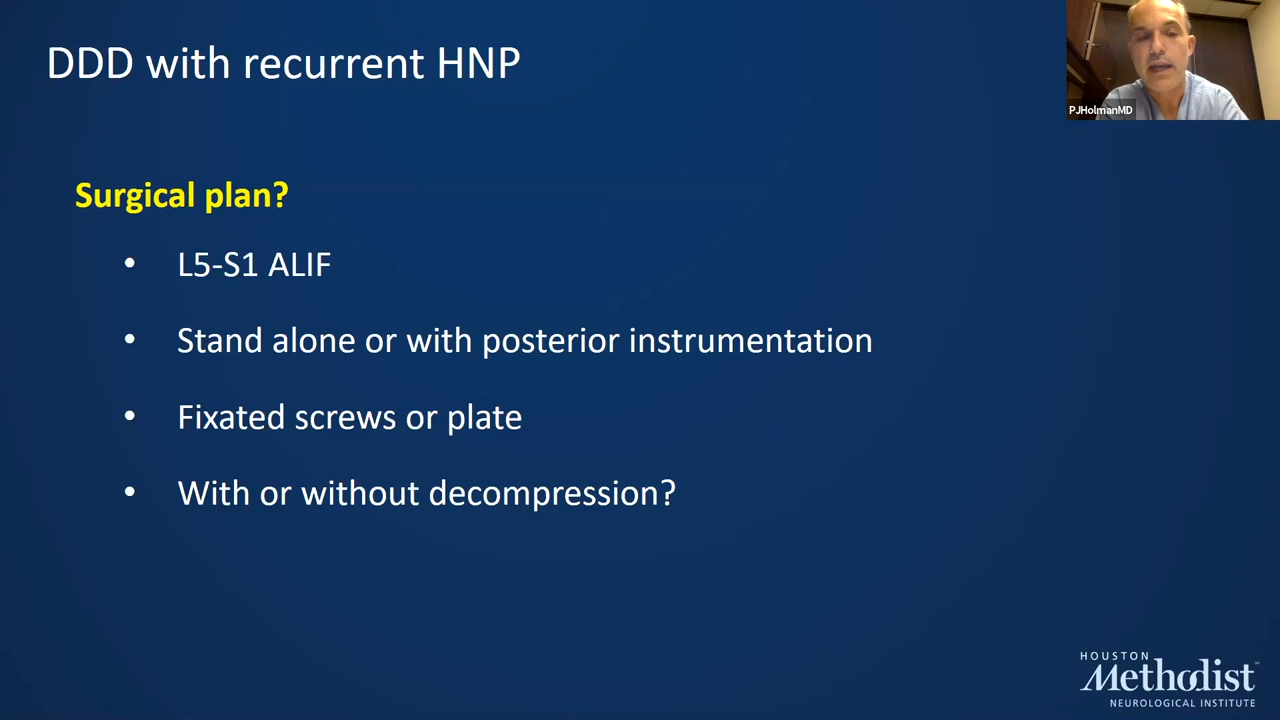 DDD with recurrent HNP
PJHolmanMD
Surgical plan?
• L5-S1 ALIF
• Stand alone or with posterior instrumentation
• Fixated screws or plate
• With or without decompression?
HOUSTON
Methodist
NEUROLOGICAL INSTITUTE